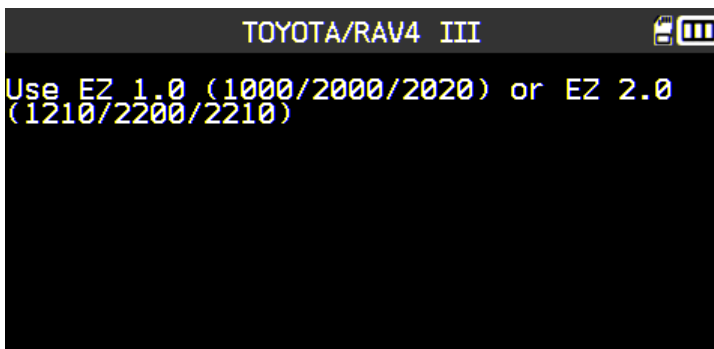 TOYOTA/RAV4 III
Use EZ 1.0 (1000/2000/2020) or EZ 2.0
(1210/2200/2210)